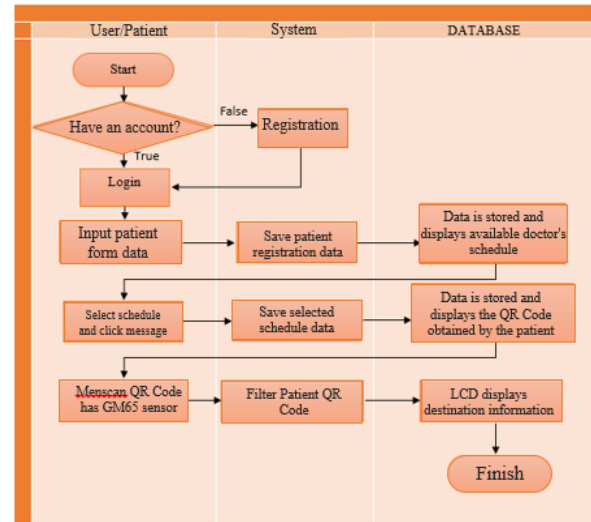 User/Patient
System
DATABASE
Start
Have an account?
False
Registration
True
Login
Input patient
form data
Save patient
registration data
Data is stored and
displays available doctor's
schedule
Select schedule
and click message
Save selected
schedule data
Data is stored and
displays the QR Code
obtained by the patient
Menscan QR Code
has GM65 sensor
Filter Patient QR
Code
LCD displays
destination information
Finish